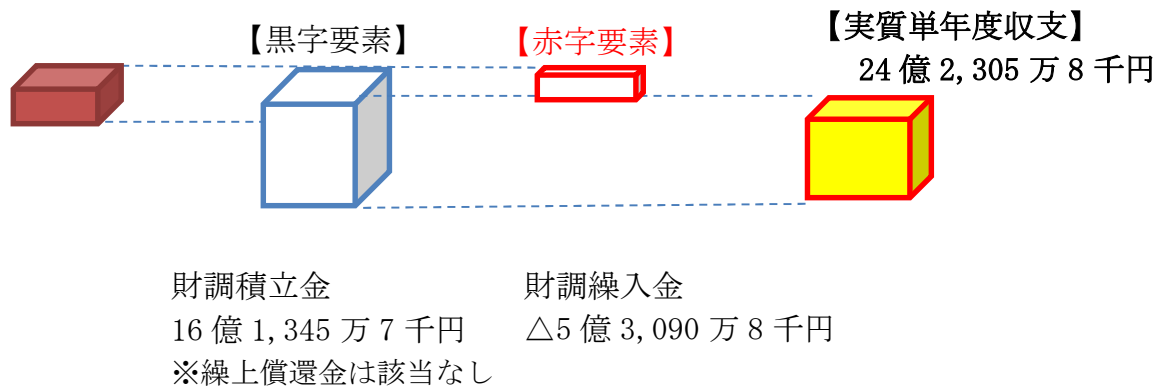 【黒字要素】
【赤字要素】
【実質単年度収支】
24億2,305万8千円
財調積立金
16億1,345万7千円
※繰上償還金は該当なし
財調繰入金
△5億3,090万8千円